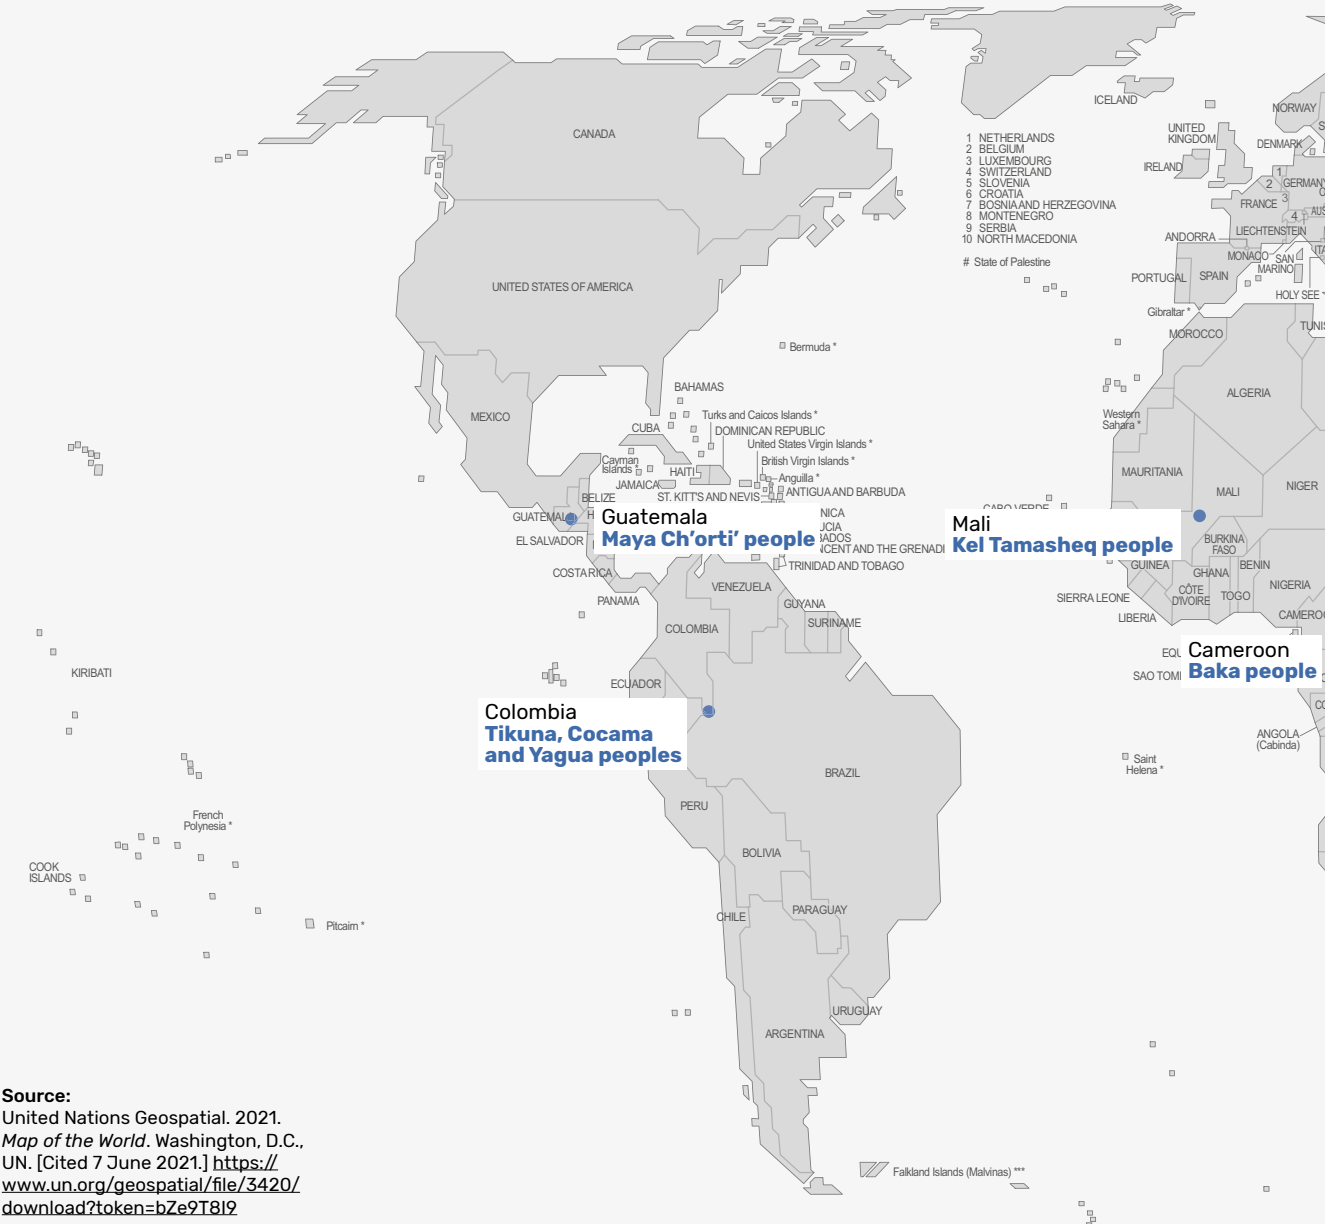 CANADA
UNITED STATES OF AMERICA
MEXICO
Bermuda *
BAHAMAS
Turks and Caicos Islands *
CUBA
DOMINICAN REPUBLIC
United States Virgin Islands *
Cayman
Islands *
British Virgin Islands *
HAITI
Anguilla *
JAMAICA
ST. KITT'S AND NEVIS
ANTIGUA AND BARBUDA
BELIZE
GUATEMALA
EL SALVADOR
COSTA RICA
PANAMA
Guatemala
Maya Ch’orti’ people
TRINIDAD AND TOBAGO
VENEZUELA
GUYANA
SURINAME
COLOMBIA
ECUADOR
Colombia
Tikuna, Cocama
and Yagua peoples
BRAZIL
PERU
BOLIVIA
PARAGUAY
CHILE
URUGUAY
ARGENTINA
Falkland Islands (Malvinas) ***
KIRIBATI
French
Polynesia *
COOK
ISLANDS
Pitcairn *
ICELAND
NORWAY
UNITED
KINGDOM
DENMARK
IRELAND
1 NETHERLANDS
2 BELGIUM
3 LUXEMBOURG
4 SWITZERLAND
5 SLOVENIA
6 CROATIA
7 BOSNIA AND HERZEGOVINA
8 MONTENEGRO
9 SERBIA
10 NORTH MACEDONIA
# State of Palestine
1
2
GERMANY
3
FRANCE
4
LIECHTENSTEIN
ANDORRA
MONACO
SAN
MARINO
PORTUGAL
SPAIN
HOLY SEE
Gibraltar *
MOROCCO
ALGERIA
Western
Sahara *
MAURITANIA
MALI
NIGER
CABO VERDE
Mali
Kel Tamasheq people
BURKINA
FASO
GUINEA
GHANA
BENIN
CÔTE
D'IVOIRE
TOGO
NIGERIA
SIERRA LEONE
LIBERIA
Cameroon
Baka people
ANGOLA
(Cabinda)
Saint
Helena *
Source:
United Nations Geospatial. 2021.
Map of the World. Washington, D.C.,
UN. [Cited 7 June 2021.] https://
www.un.org/geospatial/file/3420/
download?token=bZe9T8I9